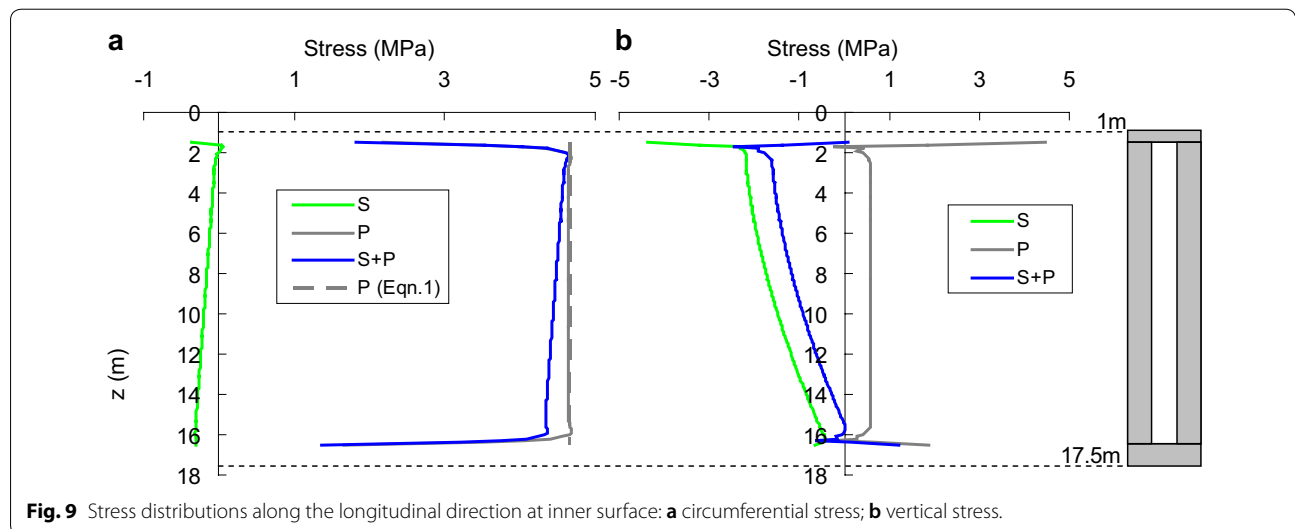 a
Stress (MPa)
-1 1 3 5
b
Stress (MPa)
-5 -3 -1 1 3 5
0
2
4
6
8
10
12
14
16
18
z (m)
S
P
S+P
P (Eqn.1)
0
2
4
6
8
10
12
14
16
18
S
P
S+P
1m
17.5m
Fig. 9 Stress distributions along the longitudinal direction at inner surface: a circumferential stress; b vertical stress.